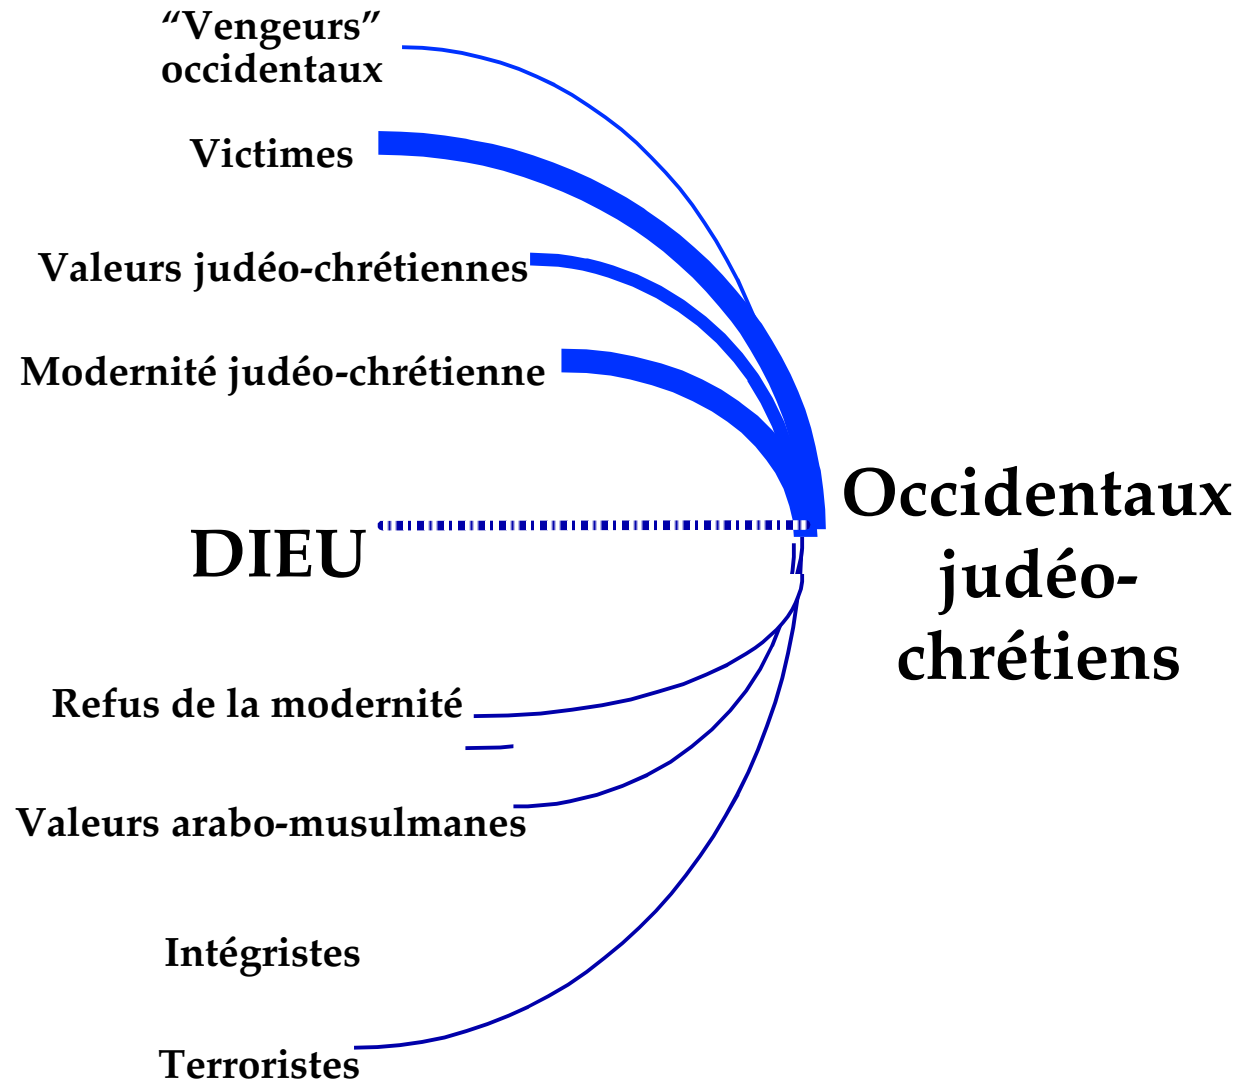 “Vengeurs”
occidentaux
Victimes
Valeurs judéo-chrétiennes
Modernité judéo-chrétienne
DIEU
Occidentaux
judéo-
chrétiens
Refus de la modernité
Valeurs arabo-musulmanes
Intégristes
Terroristes